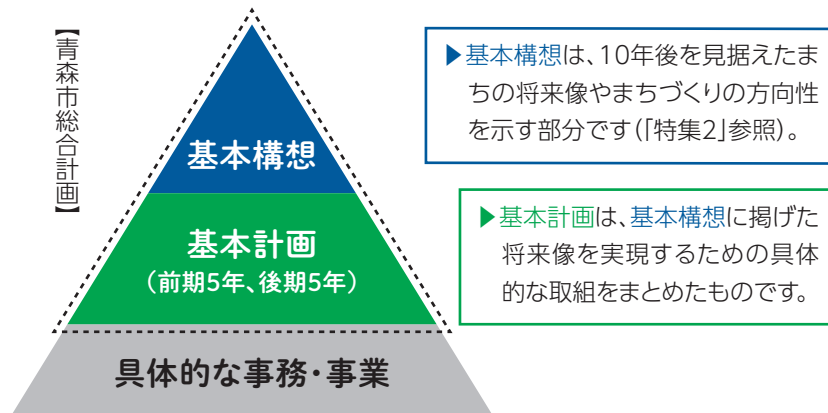 【青森市総合計画】
基本構想
基本計画
（前期5年、後期5年）
具体的な事務・事業
▶基本構想は、10年後を見据えたま
ちの将来像やまちづくりの方向性
を示す部分です（「特集2」参照）。
▶基本計画は、基本構想に掲げた
将来像を実現するための具体
的な取組をまとめたものです。